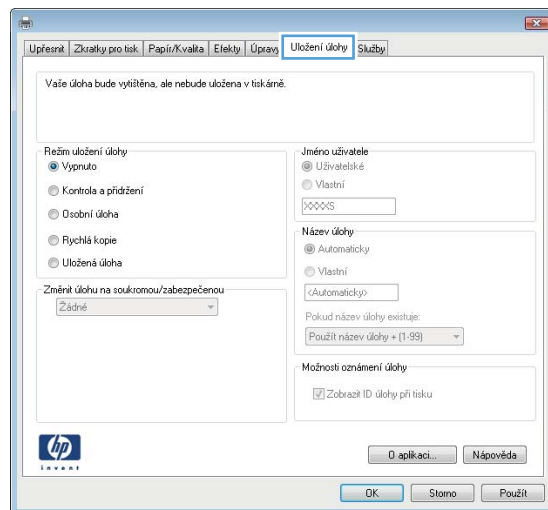 Upřesnit Zkratky pro tisk Papír/Kvalita Efekty Úpravy Uložení úlohy Služby
Vaše úloha bude vytištěna, ale nebude uložena v tiskárně.
Režim uložení úlohy
Vypnuto
Kontrola a přidržení
Osobní úloha
Rychlá kopie
Uložená úloha
Změnit úlohu na soukromou/zabezpečenou
Žádné
Jméno uživatele
Uživatelské
Vlastní
XXXXS
Název úlohy
Automaticky
Vlastní
<Automaticky>
Pokud název úlohy existuje:
Použít název úlohy + (1-99)
Možnosti oznámení úlohy
Zobrazit ID úlohy při tisku
hp
invent
O aplikaci... Nápověda
OK Storno Použít